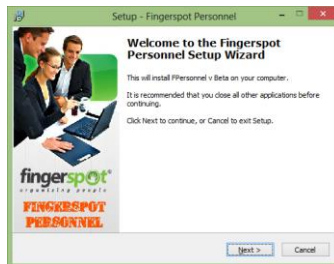 Setup - Fingerspot Personnel
Welcome to the Fingerspot
Personnel Setup Wizard
This will install FPersonnel v Beta on your computer.
It is recommended that you close all other applications before
continuing.
Click Next to continue, or Cancel to exit Setup.
fingerspot
organizing people
FINGERSPOT
PERSONNEL
Next >
Cancel